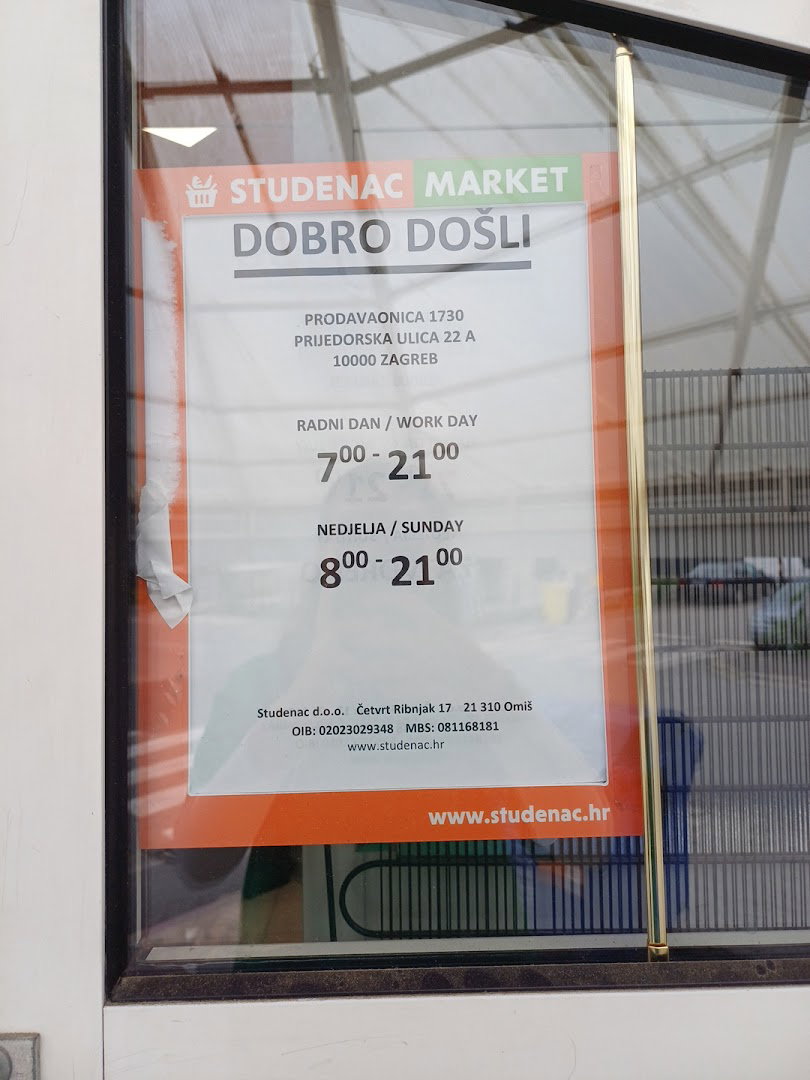 STUDENAC MARKET
DOBRO DOŠLI
PRODAVAONICA 1730
PRIJEDORSKA ULICA 22 A
10000 ZAGREB
RADNI DAN / WORK DAY
7⁰⁰ - 21⁰⁰
NEDJELJA / SUNDAY
8⁰⁰ - 21⁰⁰
Studenac d.o.o. Četvrt Ribnjak 17 21 310 Omiš
OIB: 02023029348 MBS: 081168181
www.studenac.hr
www.studenac.hr